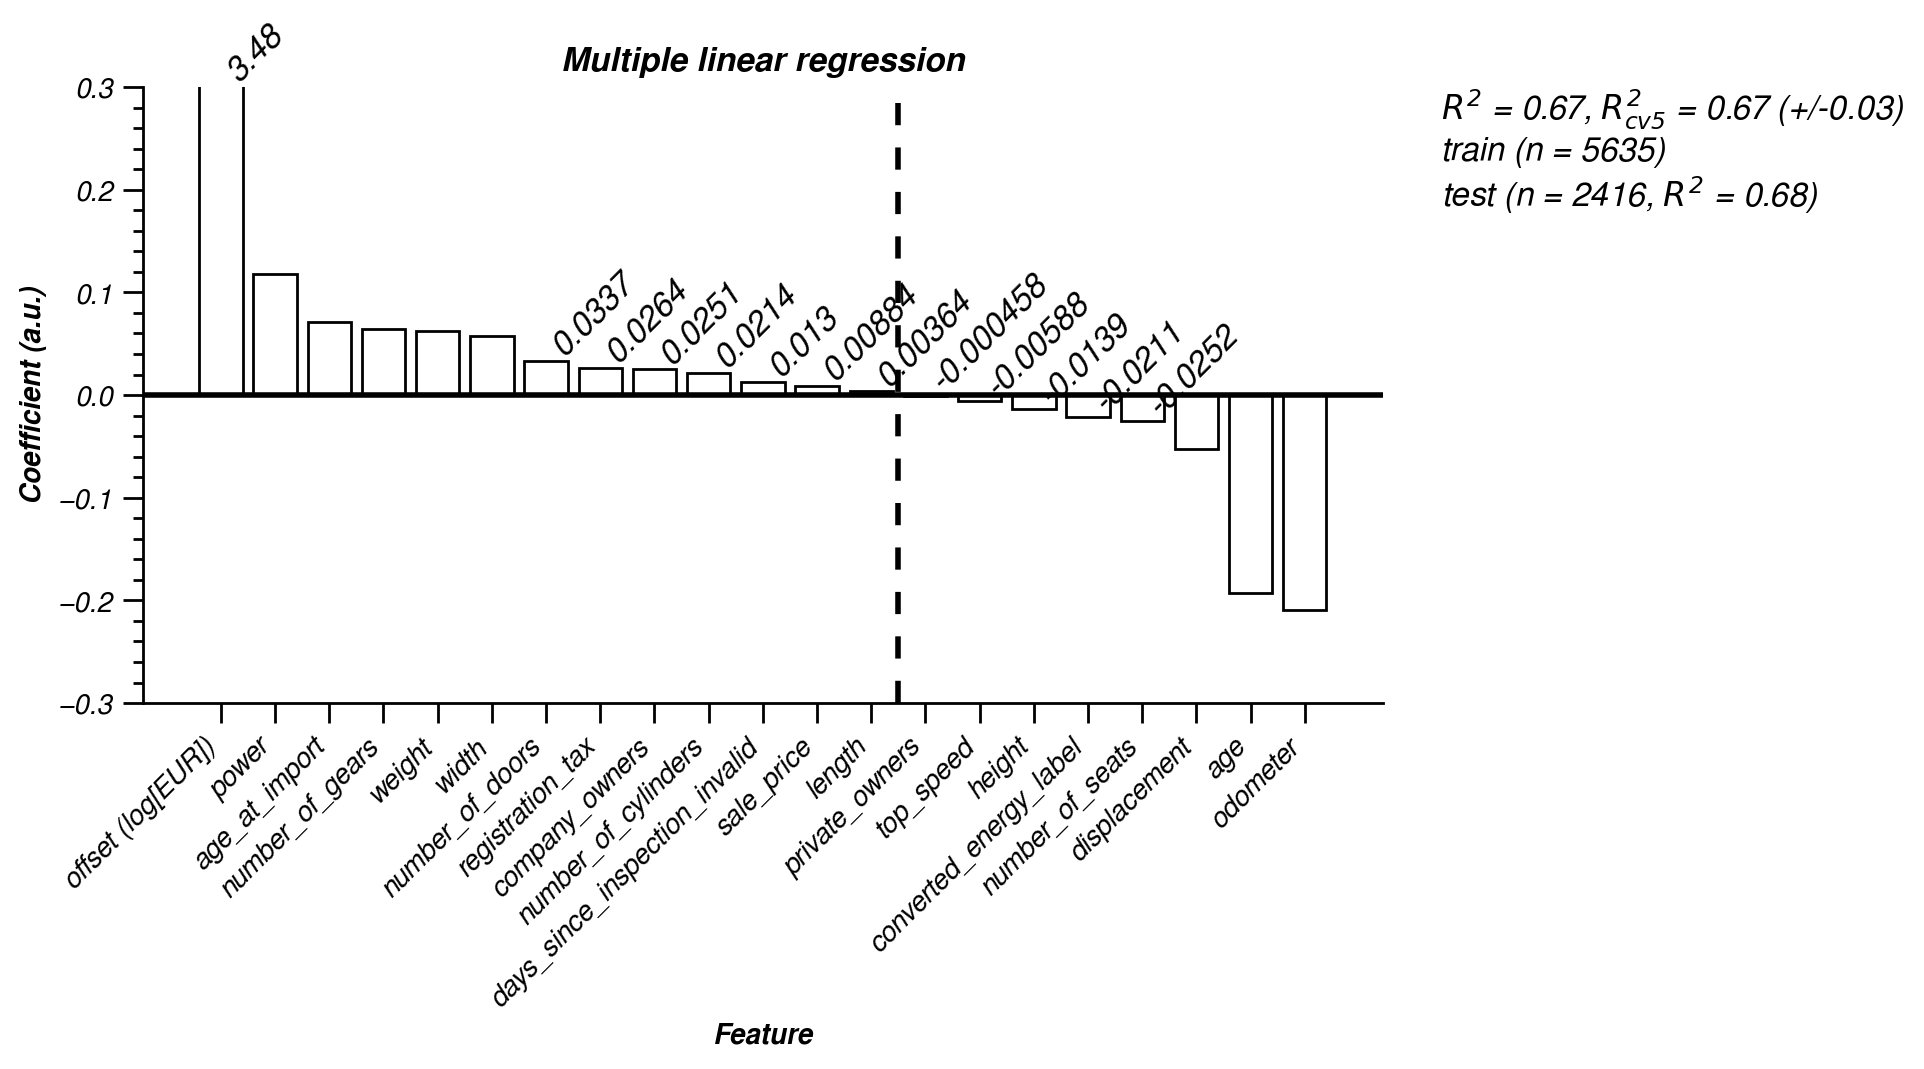 Multiple linear regression
3.48
0.3
0.2
0.1
0.0
−0.1
−0.2
−0.3
Coefficient (a.u.)
0.0337
0.0264
0.0251
0.0214
0.013
0.00884
0.00364
-0.000458
-0.00588
-0.0139
-0.0211
-0.0252
R² = 0.67, R²cv5 = 0.67 (+/-0.03)
train (n = 5635)
test (n = 2416, R² = 0.68)
offset (log[EUR])
power
age_at_import
number_of_gears
weight
width
number_of_doors
registration_tax
company_owners
number_of_cylinders
days_since_inspection_invalid
sale_price
length
private_owners
top_speed
height
converted_energy_label
number_of_seats
displacement
age
odometer
Feature